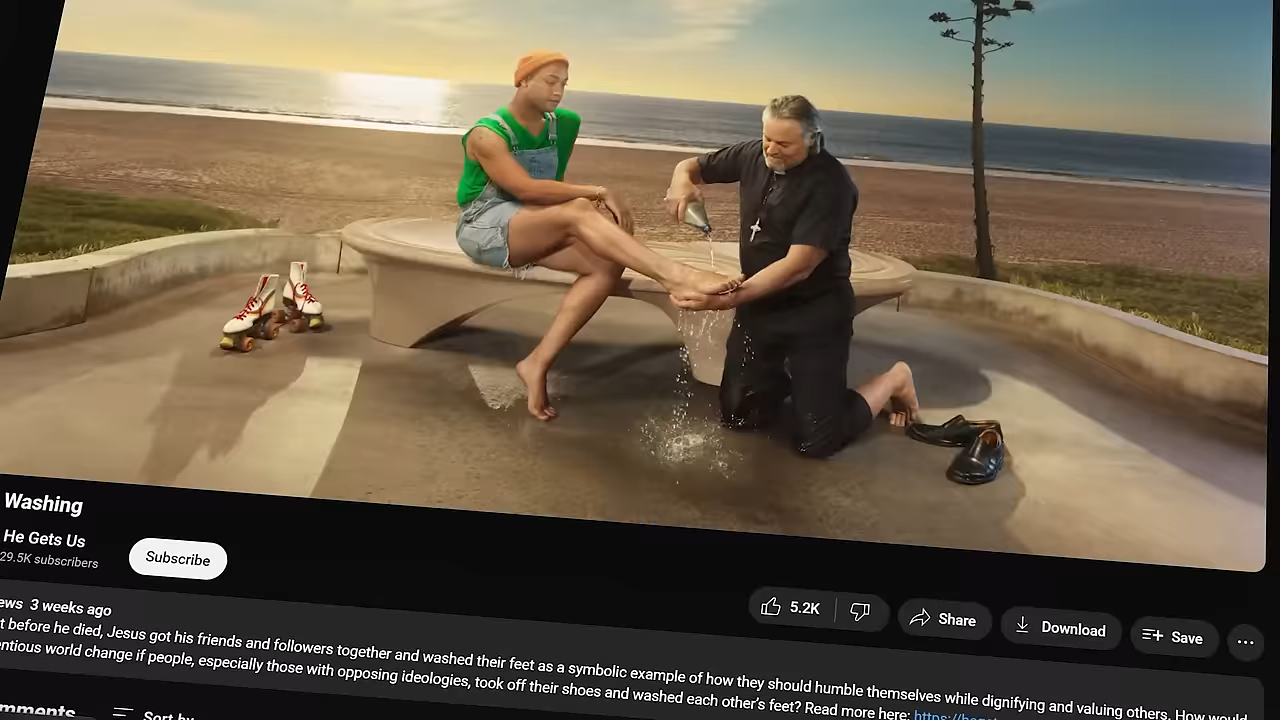 Washing
He Gets Us
29.5K subscribers
Subscribe
5.2K
Share
Download
Save
3 weeks ago
before he died, Jesus got his friends and followers together and washed their feet as a symbolic example of how they should humble themselves while dignifying and valuing others. How would
world change if people, especially those with opposing ideologies, took off their shoes and washed each other's feet? Read more here:
Sort by